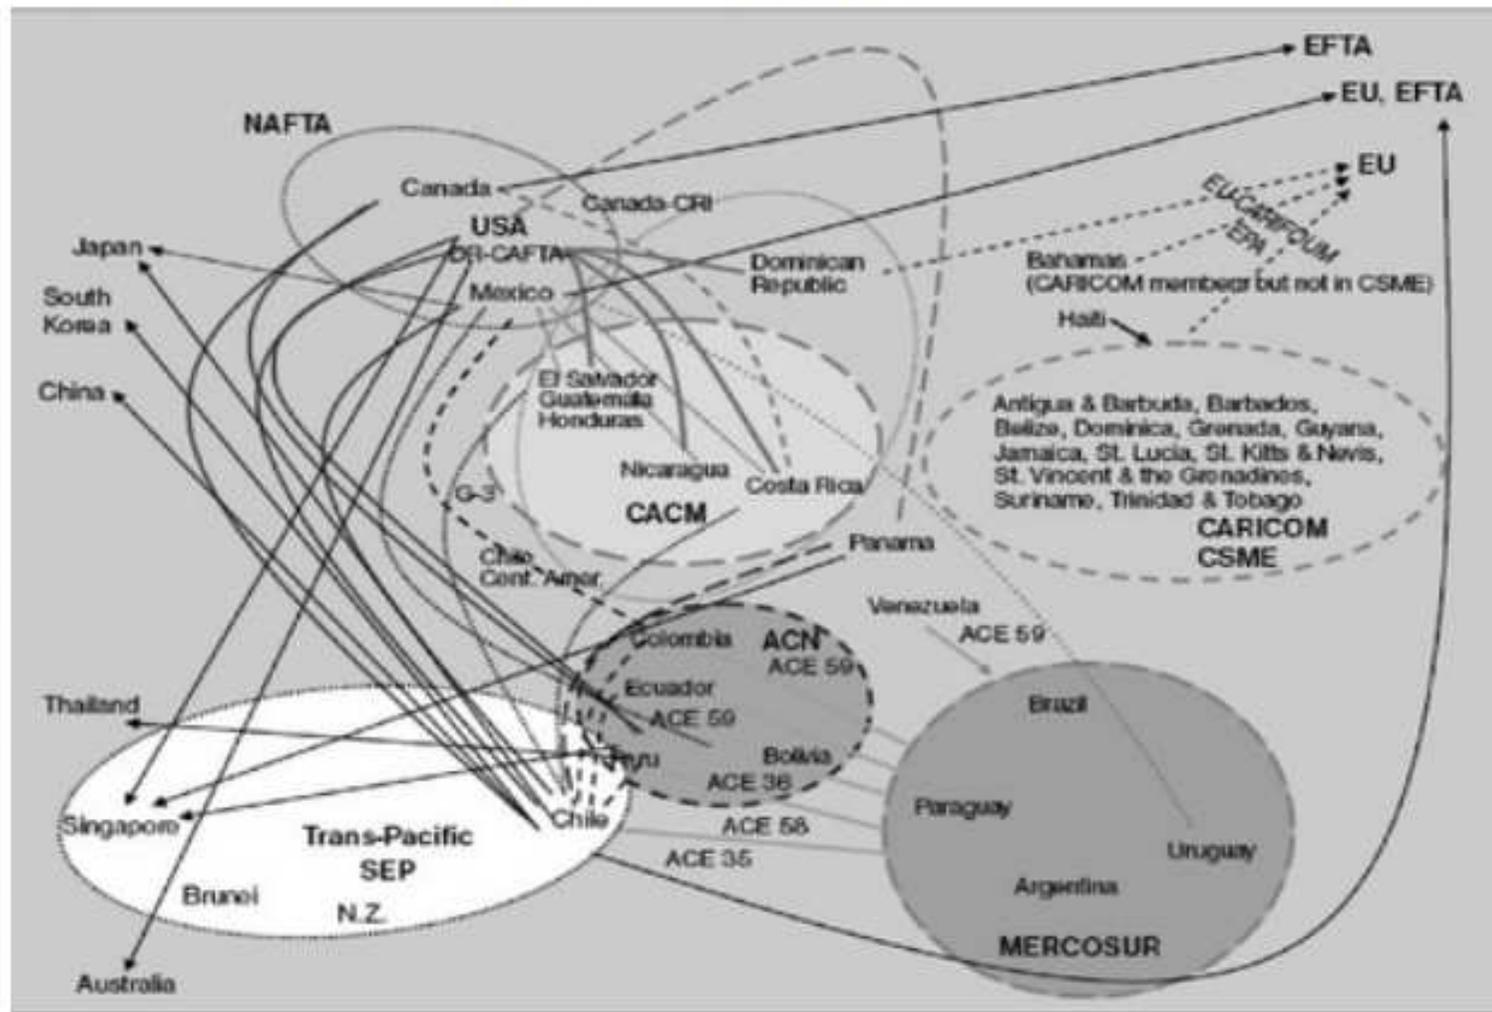 EFTA
EU, EFTA
NAFTA
EU
Canada
Canada-CRI
EU-CARIFOUM
EPA
USA
DR-CAFTA
Japan
Dominican
Republic
Bahamas
(CARICOM members but not in CSME)
Mexico
South
Korea
Haiti
China
El Salvador
Guatemala
Honduras
Antigua & Barbuda, Barbados,
Belize, Dominica, Grenada, Guyana,
Jamaica, St. Lucia, St. Kitts & Nevis,
St. Vincent & the Grenadines,
Suriname, Trinidad & Tobago
CARICOM
CSME
Nicaragua
Costa Rica
G-3
CACM
Panama
Chile
Cent. Amer.
Venezuela
ACE 59
Colombia
ACN
ACE 59
Ecuador
ACE 59
Thailand
Brazil
Peru
Bolivia
ACE 36
Paraguay
Singapore
Chile
ACE 58
Trans-Pacific
SEP
ACE 35
Uruguay
Brunei
N.Z.
Argentina
MERCOSUR
Australia